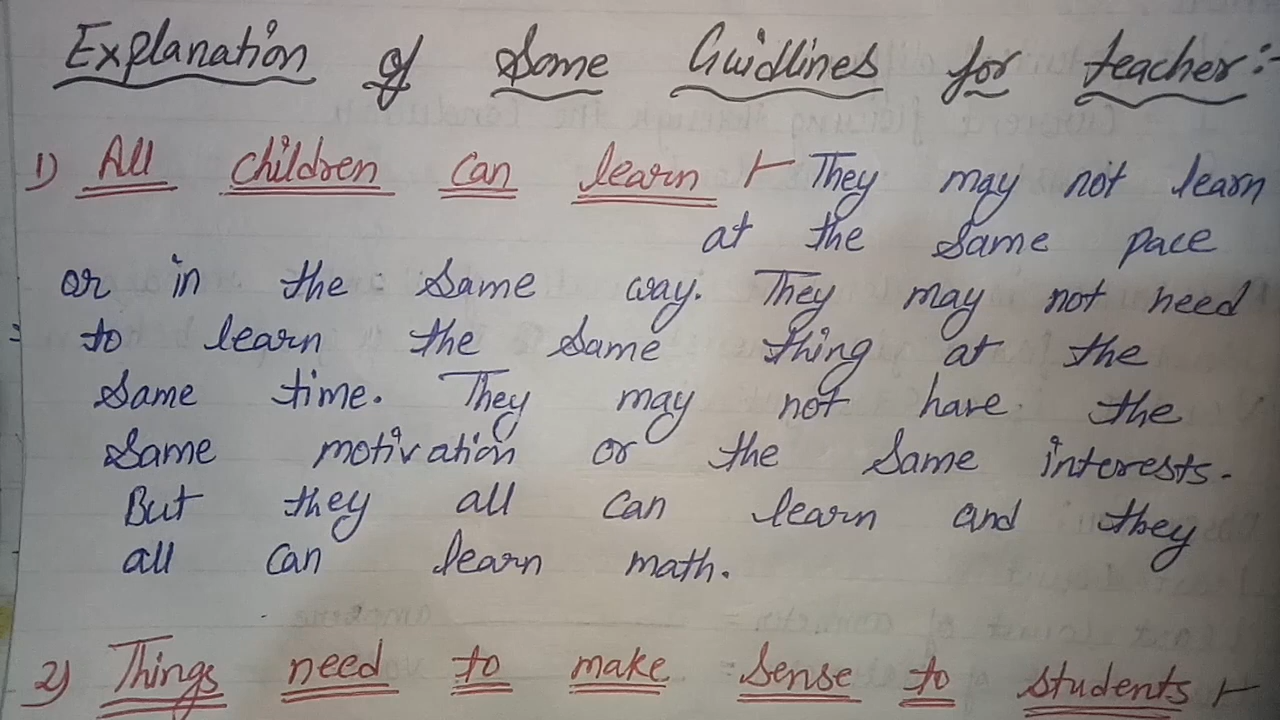 Explanation of Some Guidlines for teacher:-
1) All children can learn :- They may not learn
at the same pace
or in the same way. They may not need
to learn the same thing at the
same time. They may not have the
same motivation or the same interests.
But they all can learn and they
all can learn math.
2) Things need to make sense to students :-